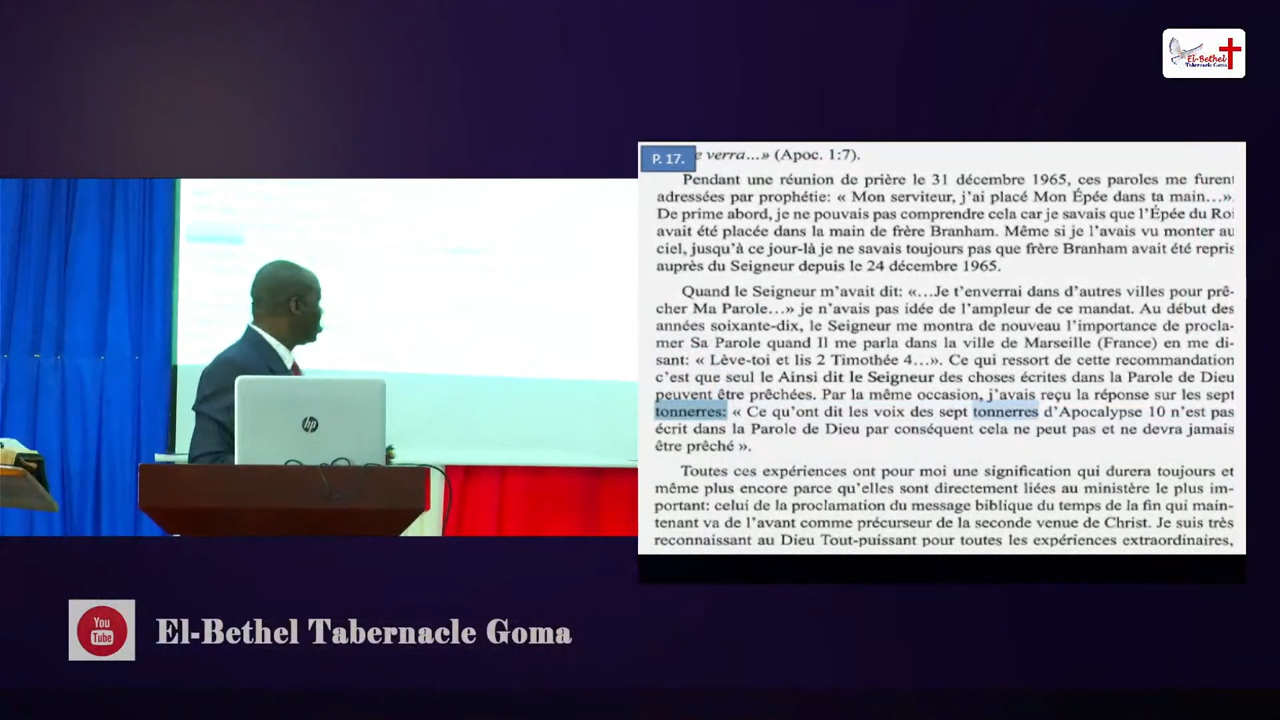 El-Bethel
Tabernacle Goma
P. 17.
e verra...» (Apoc. 1:7).
Pendant une réunion de prière le 31 décembre 1965, ces paroles me furent
adressées par prophétie: « Mon serviteur, j'ai placé Mon Épée dans ta main...».
De prime abord, je ne pouvais pas comprendre cela car je savais que l'Épée du Roi
avait été placée dans la main de frère Branham. Même si je l'avais vu monter au
ciel, jusqu'à ce jour-là je ne savais toujours pas que frère Branham avait été repris
auprès du Seigneur depuis le 24 décembre 1965.
Quand le Seigneur m'avait dit: «...Je t'enverrai dans d'autres villes pour prê-
cher Ma Parole...» je n'avais pas idée de l'ampleur de ce mandat. Au début des
années soixante-dix, le Seigneur me montra de nouveau l'importance de procla-
mer Sa Parole quand Il me parla dans la ville de Marseille (France) en me di-
sant: « Lève-toi et lis 2 Timothée 4...». Ce qui ressort de cette recommandation
c'est que seul le Ainsi dit le Seigneur des choses écrites dans la Parole de Dieu
peuvent être prêchées. Par la même occasion, j'avais reçu la réponse sur les sept
tonnerres: « Ce qu'ont dit les voix des sept tonnerres d'Apocalypse 10 n'est pas
écrit dans la Parole de Dieu par conséquent cela ne peut pas et ne devra jamais
être prêché ».
Toutes ces expériences ont pour moi une signification qui durera toujours et
même plus encore parce qu'elles sont directement liées au ministère le plus im-
portant: celui de la proclamation du message biblique du temps de la fin qui main-
tenant va de l'avant comme précurseur de la seconde venue de Christ. Je suis très
reconnaissant au Dieu Tout-puissant pour toutes les expériences extraordinaires,
hp
You
Tube
El-Bethel Tabernacle Goma